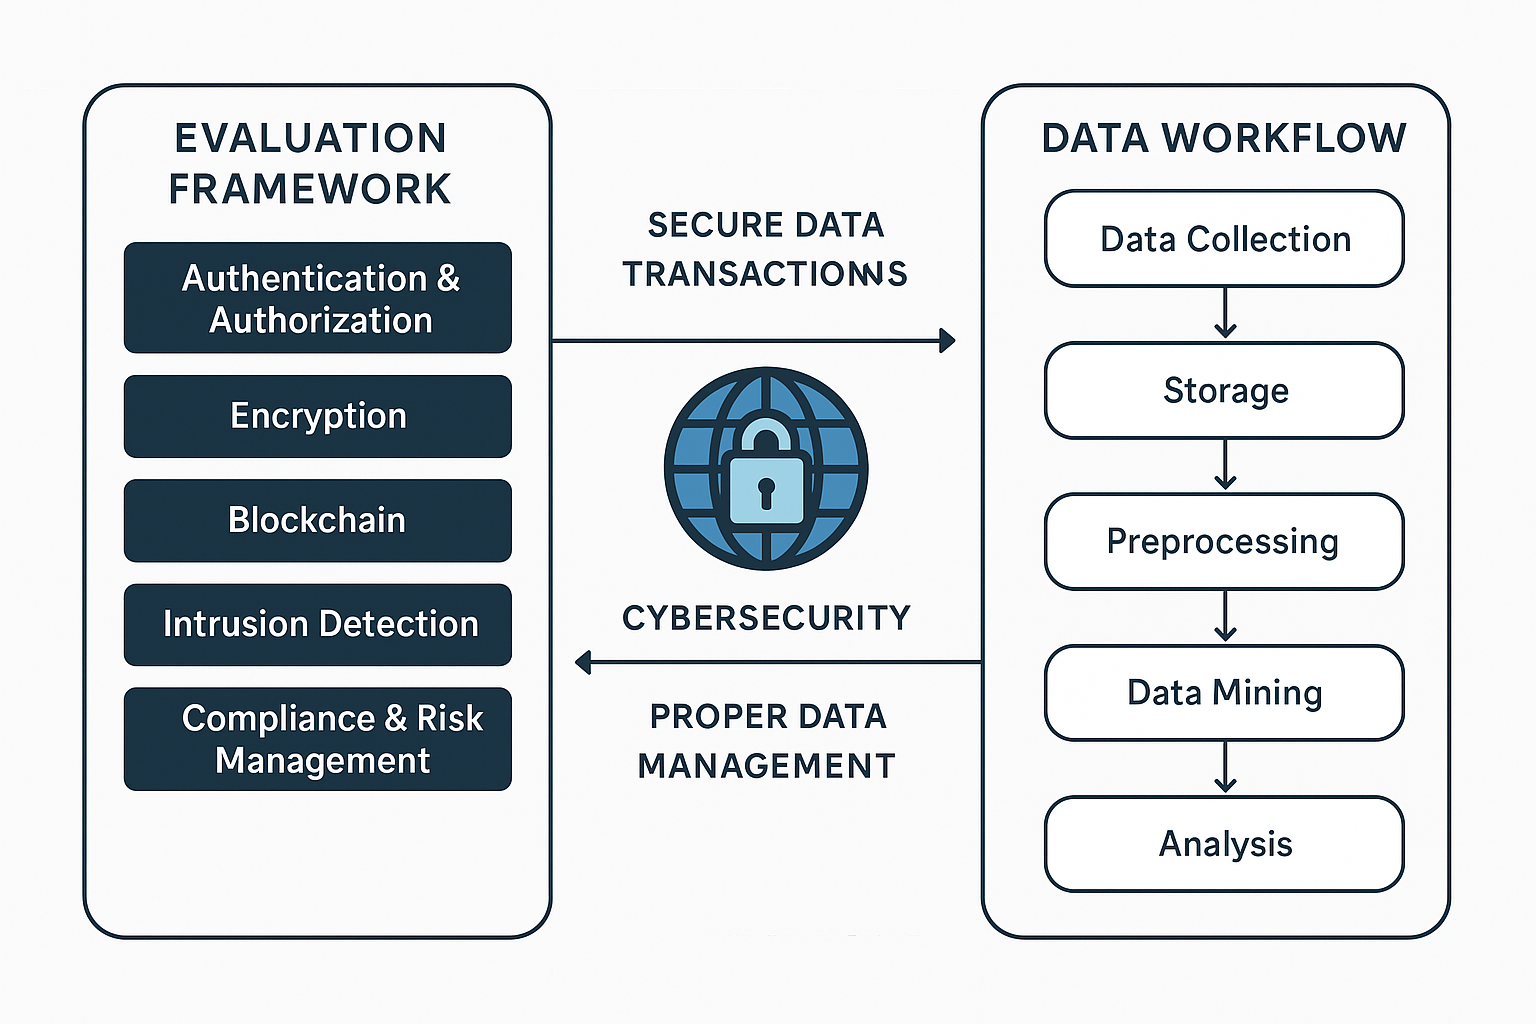 EVALUATION
FRAMEWORK
Authentication &
Authorization
Encryption
Blockchain
Intrusion Detection
Compliance & Risk
Management
SECURE DATA
TRANSACTIONS
CYBERSECURITY
PROPER DATA
MANAGEMENT
DATA WORKFLOW
Data Collection
Storage
Preprocessing
Data Mining
Analysis